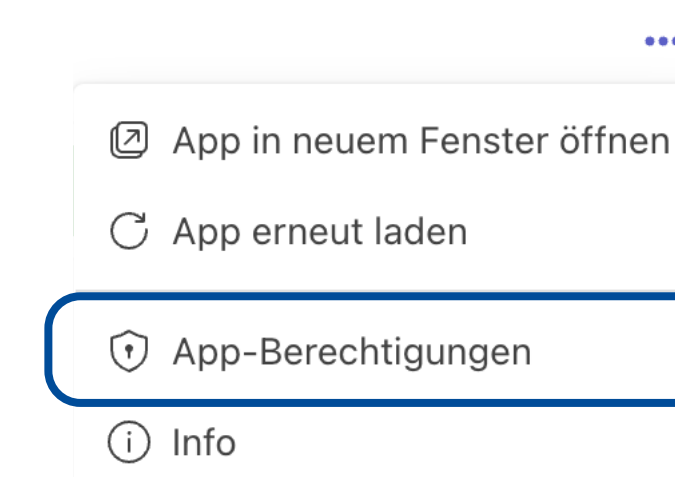 App in neuem Fenster öffnen
App erneut laden
App-Berechtigungen
Info